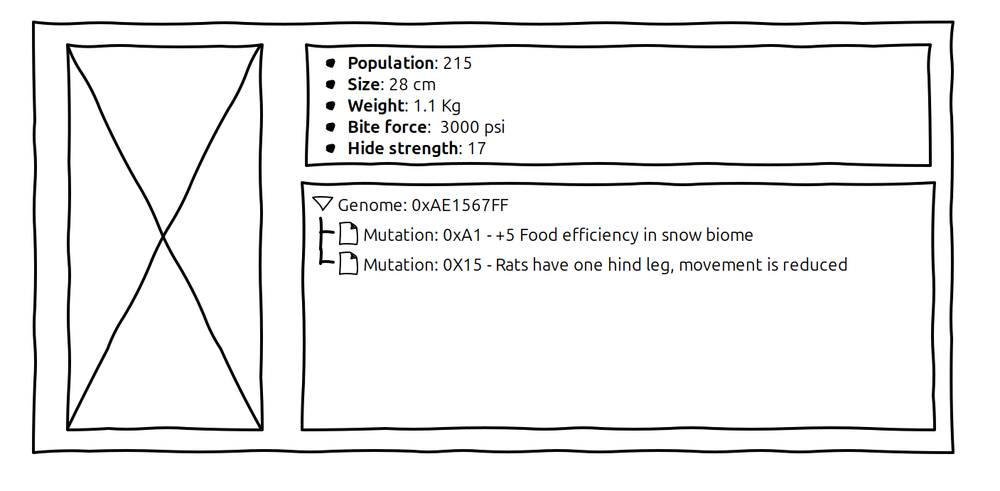 Population: 215
Size: 28 cm
Weight: 1.1 Kg
Bite force:  3000 psi
Hide strength: 17
Genome: 0xAE1567FF
Mutation: 0xA1 - +5 Food efficiency in snow biome
Mutation: 0X15 - Rats have one hind leg, movement is reduced